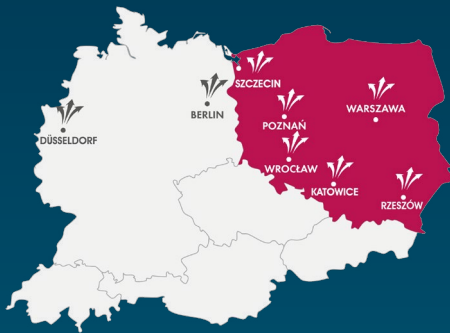 SZCZECIN
BERLIN
WARSZAWA
POZNAŃ
DÜSSELDORF
WROCŁAW
KATOWICE
RZESZÓW